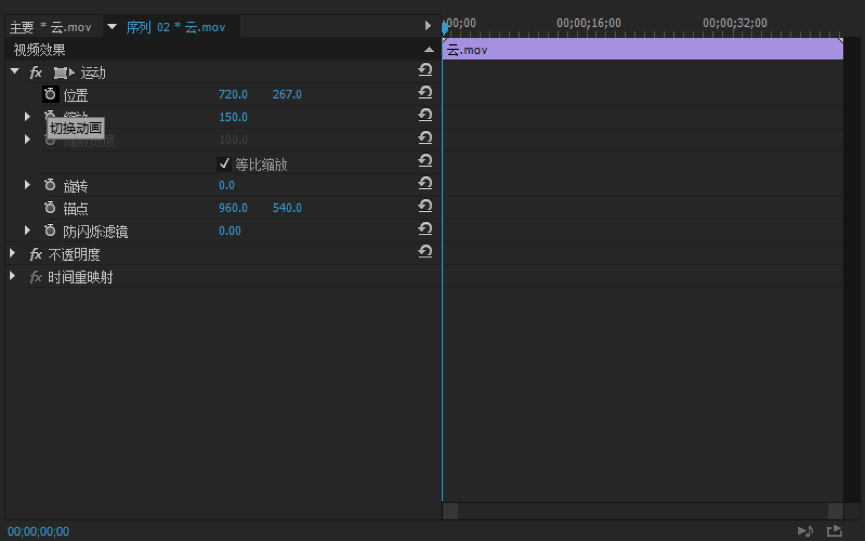 主要 * 云.mov 序列 02 * 云.mov
;00;00 00;00;16;00 00;00;32;00
视频效果
云.mov
fx 运动
位置 720.0 267.0
150.0
切换动画
缩放宽度 100.0
等比缩放
旋转 0.0
锚点 960.0 540.0
防闪烁滤镜 0.00
fx 不透明度
fx 时间重映射
00;00;00;00